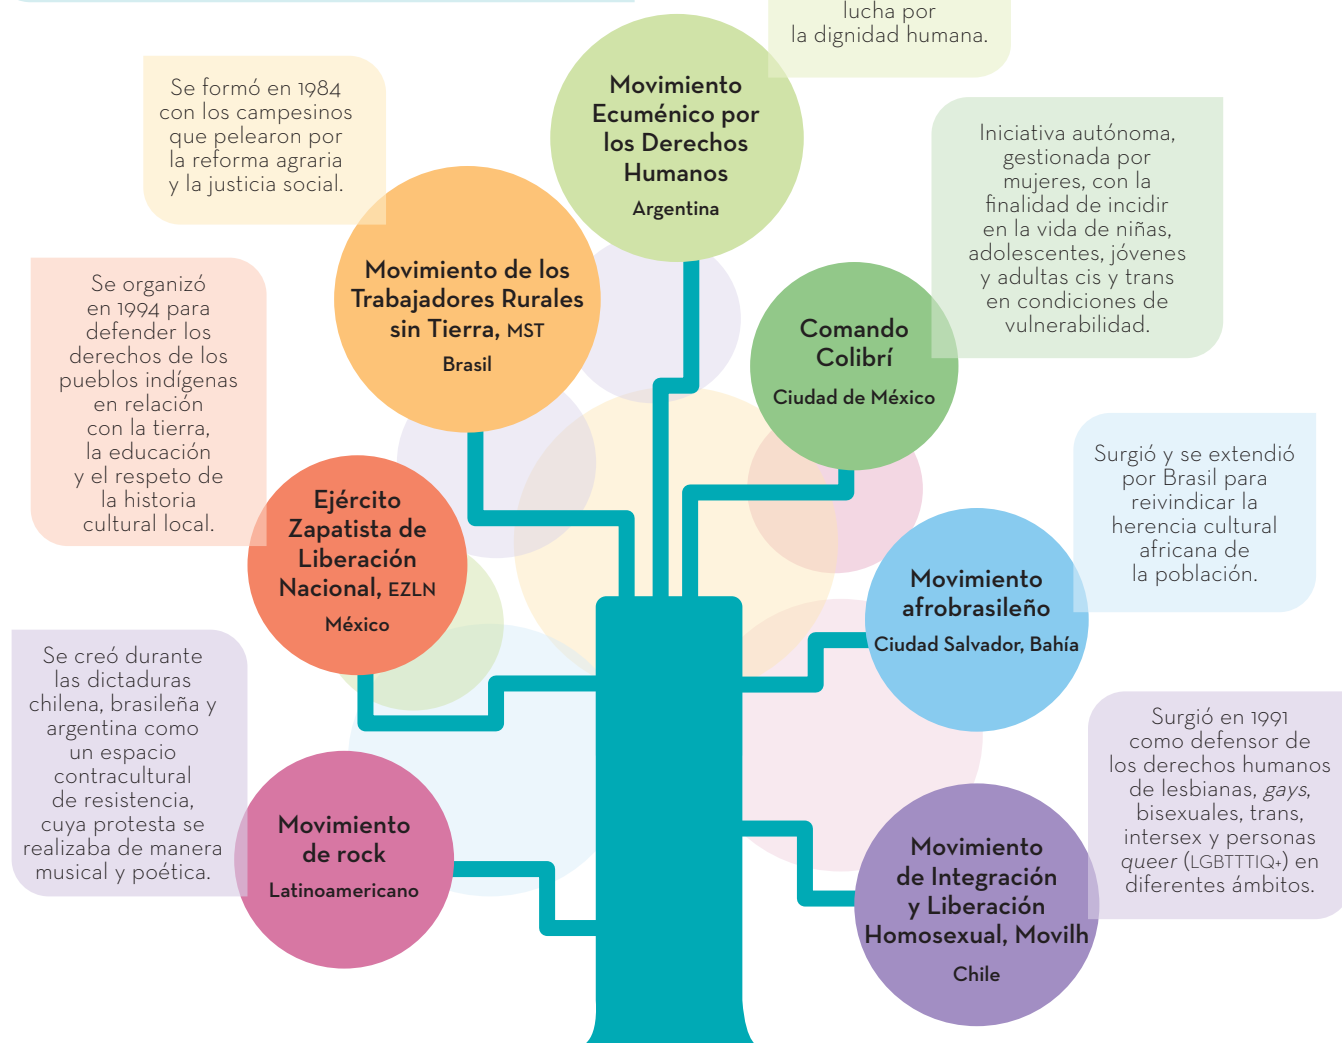 lucha por
la dignidad humana.
Movimiento
Ecuménico por
los Derechos
Humanos
Argentina
Se formó en 1984
con los campesinos
que pelearon por
la reforma agraria
y la justicia social.
Movimiento de los
Trabajadores Rurales
sin Tierra, MST
Brasil
Iniciativa autónoma,
gestionada por
mujeres, con la
finalidad de incidir
en la vida de niñas,
adolescentes, jóvenes
y adultas cis y trans
en condiciones de
vulnerabilidad.
Comando
Colibrí
Ciudad de México
Se organizó
en 1994 para
defender los
derechos de los
pueblos indígenas
en relación
con la tierra,
la educación
y el respeto de
la historia
cultural local.
Ejército
Zapatista de
Liberación
Nacional, EZLN
México
Surgió y se extendió
por Brasil para
reivindicar la
herencia cultural
africana de
la población.
Movimiento
afrobrasileño
Ciudad Salvador, Bahía
Se creó durante
las dictaduras
chilena, brasileña y
argentina como
un espacio
contracultural
de resistencia,
cuya protesta se
realizaba de manera
musical y poética.
Movimiento
de rock
Latinoamericano
Surgió en 1991
como defensor de
los derechos humanos
de lesbianas, gays,
bisexuales, trans,
intersex y personas
queer (LGBTTTIQ+) en
diferentes ámbitos.
Movimiento
de Integración
y Liberación
Homosexual, Movilh
Chile